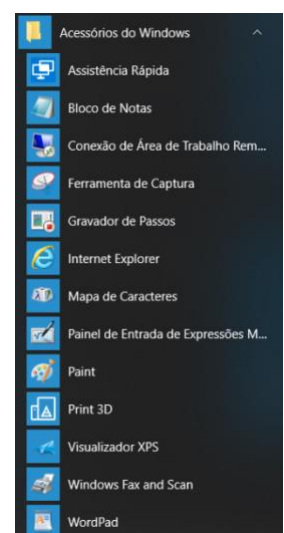 Acessórios do Windows
Assistência Rápida
Bloco de Notas
Conexão de Área de Trabalho Rem...
Ferramenta de Captura
Gravador de Passos
Internet Explorer
Mapa de Caracteres
Painel de Entrada de Expressões M...
Paint
Print 3D
Visualizador XPS
Windows Fax and Scan
WordPad